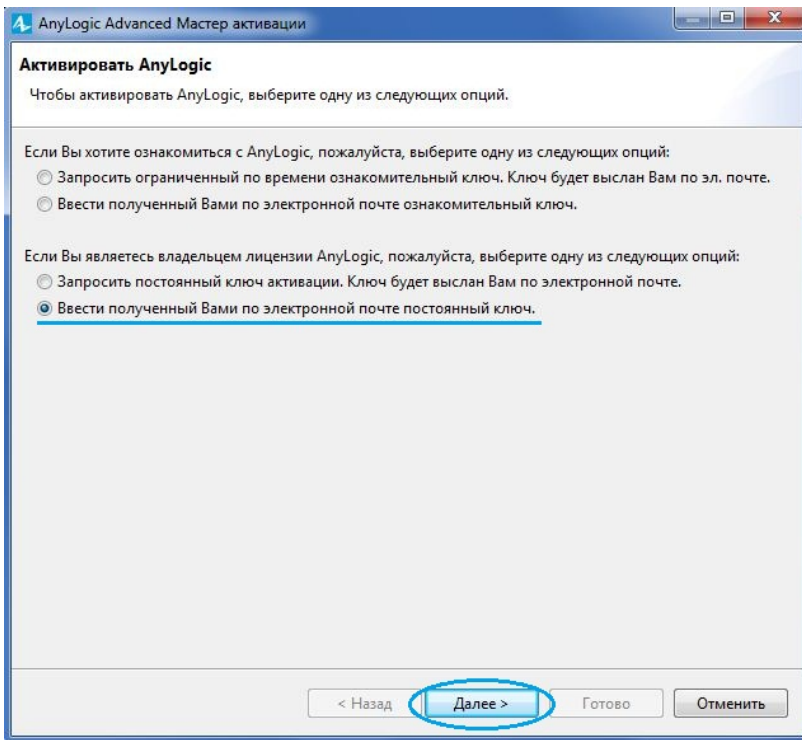 AnyLogic Advanced Мастер активации
Активировать AnyLogic
Чтобы активировать AnyLogic, выберите одну из следующих опций.
Если Вы хотите ознакомиться с AnyLogic, пожалуйста, выберите одну из следующих опций:
Запросить ограниченный по времени ознакомительный ключ. Ключ будет выслан Вам по эл. почте.
Ввести полученный Вами по электронной почте ознакомительный ключ.
Если Вы являетесь владельцем лицензии AnyLogic, пожалуйста, выберите одну из следующих опций:
Запросить постоянный ключ активации. Ключ будет выслан Вам по электронной почте.
Ввести полученный Вами по электронной почте постоянный ключ.
< Назад Далее > Готово Отменить